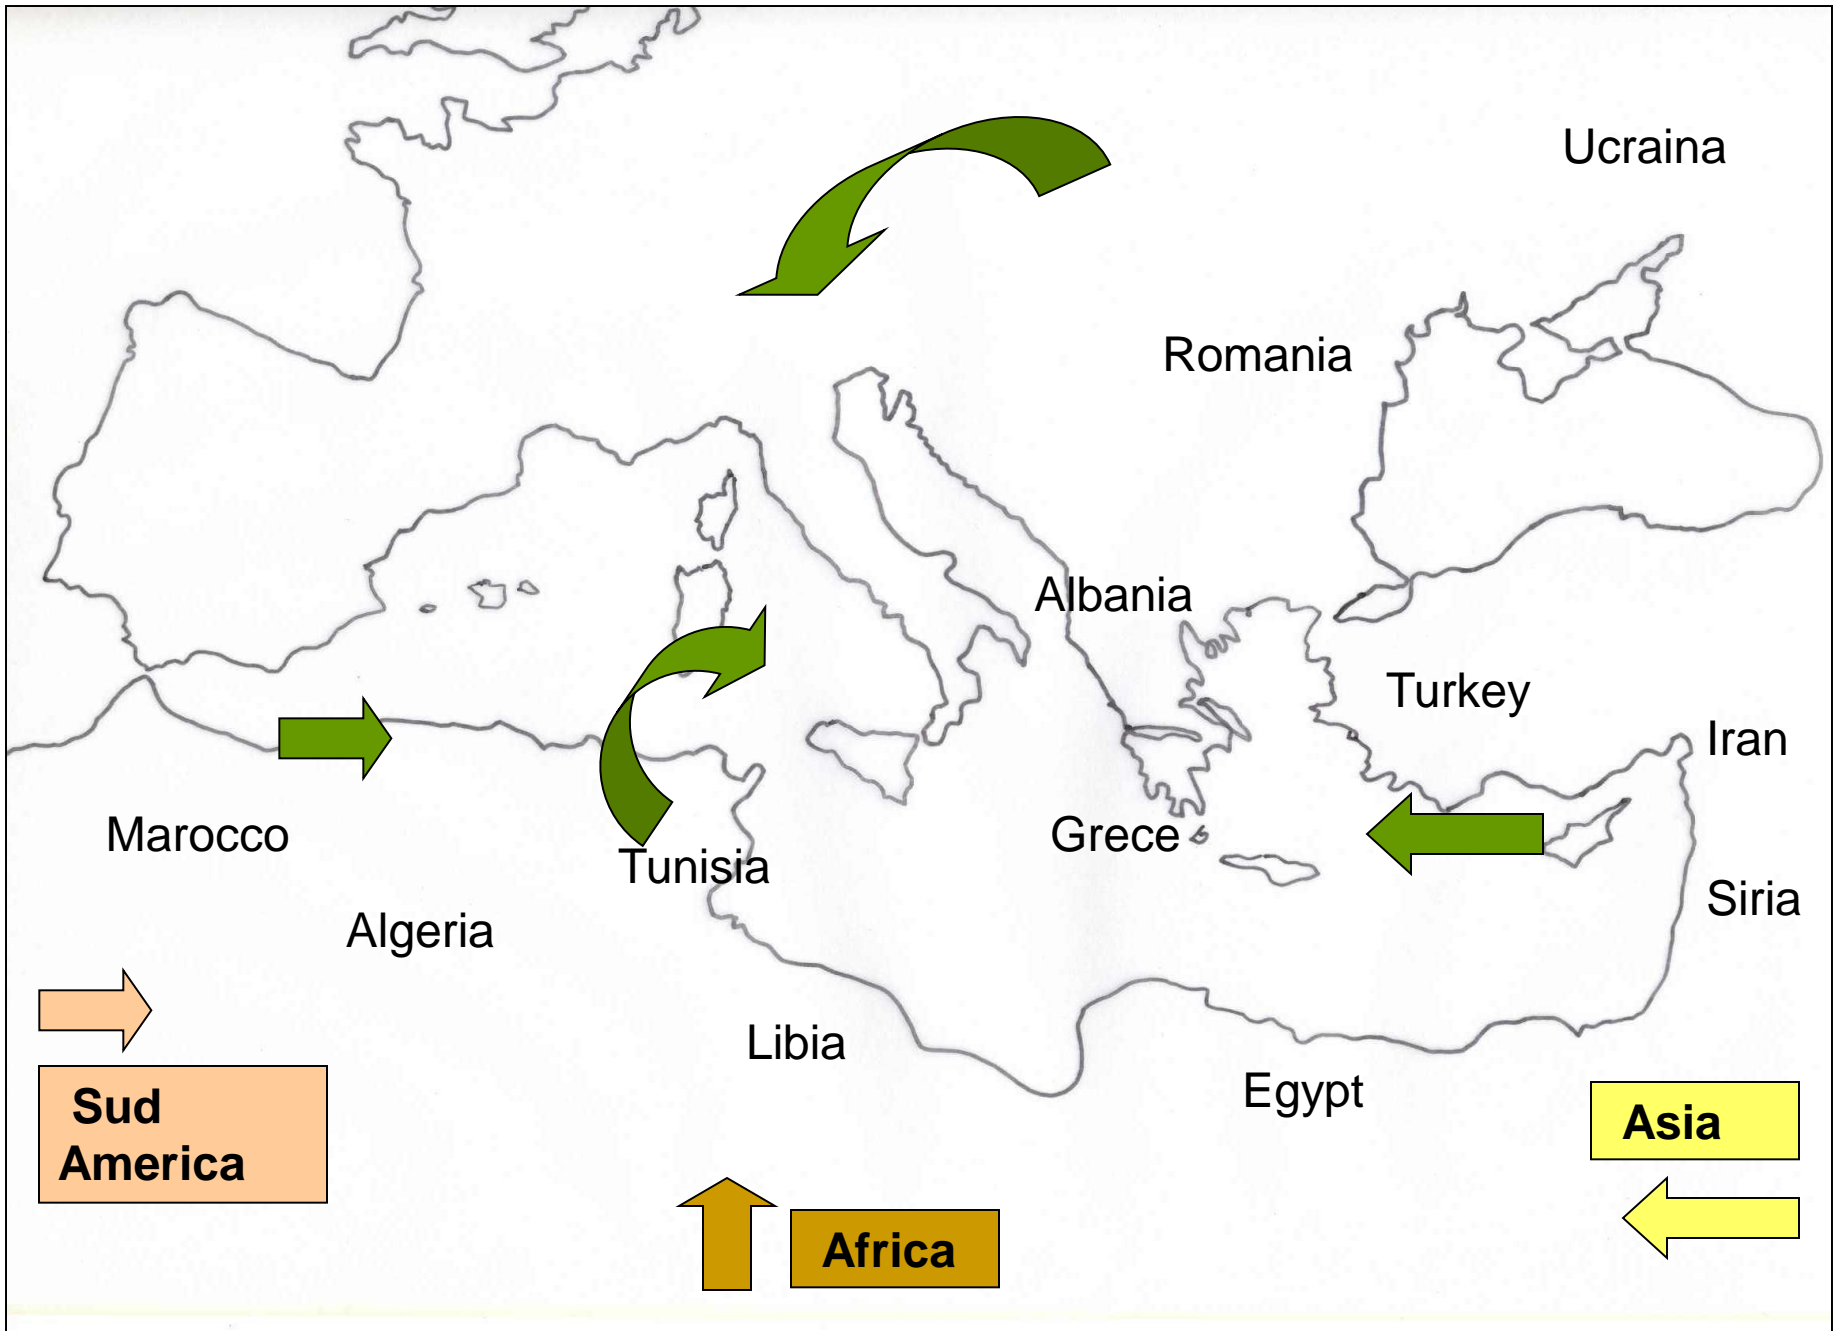 Ucraina
Romania
Albania
Turkey
Iran
Marocco
Grece
Tunisia
Siria
Algeria
Libia
Egypt
Sud
America
Asia
Africa